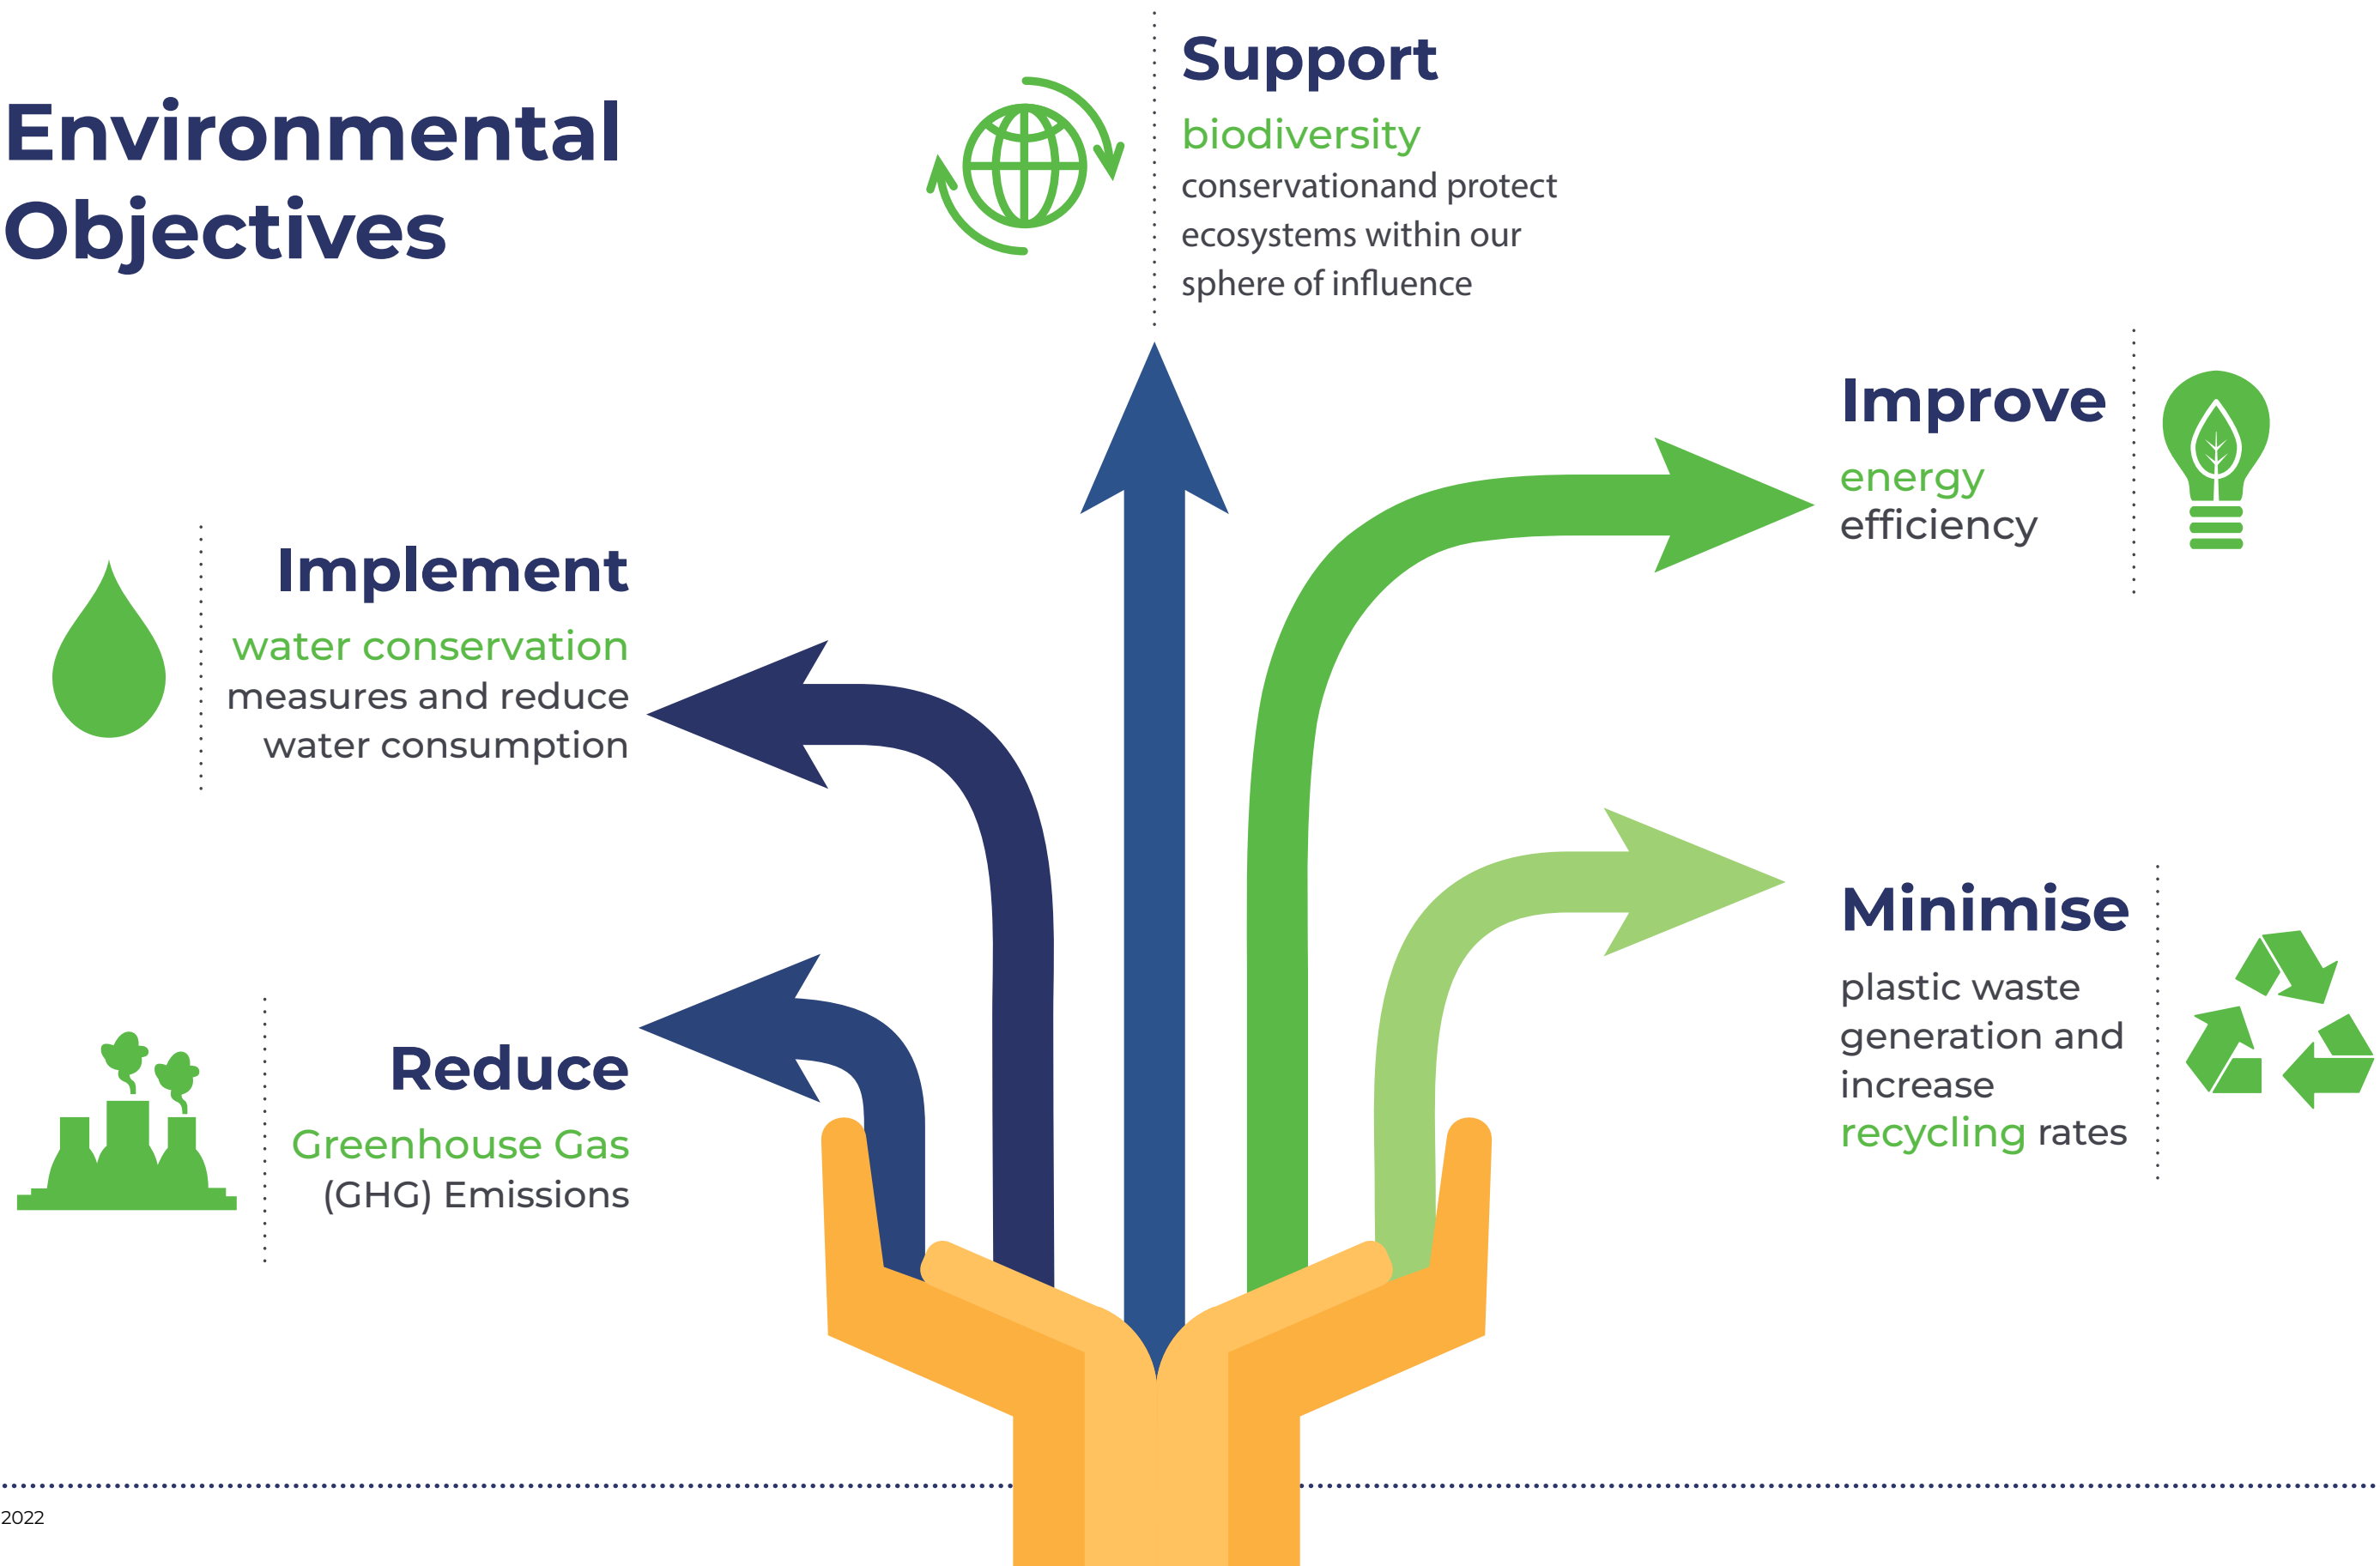 Environmental
Objectives
Support
biodiversity
conservationand protect
ecosystems within our
sphere of influence
Improve
energy
efficiency
Implement
water conservation
measures and reduce
water consumption
Minimise
plastic waste
generation and
increase
recycling rates
Reduce
Greenhouse Gas
(GHG) Emissions
2022